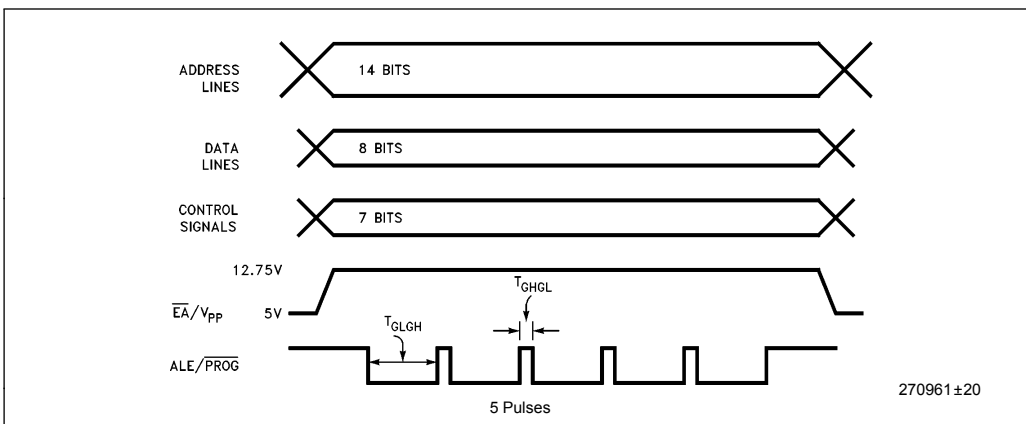 ADDRESS
LINES
14 BITS
DATA
LINES
8 BITS
CONTROL
SIGNALS
7 BITS
12.75V
EA/VPP
5V
TGHGL
TGLGH
ALE/PROG
5 Pulses
270961±20